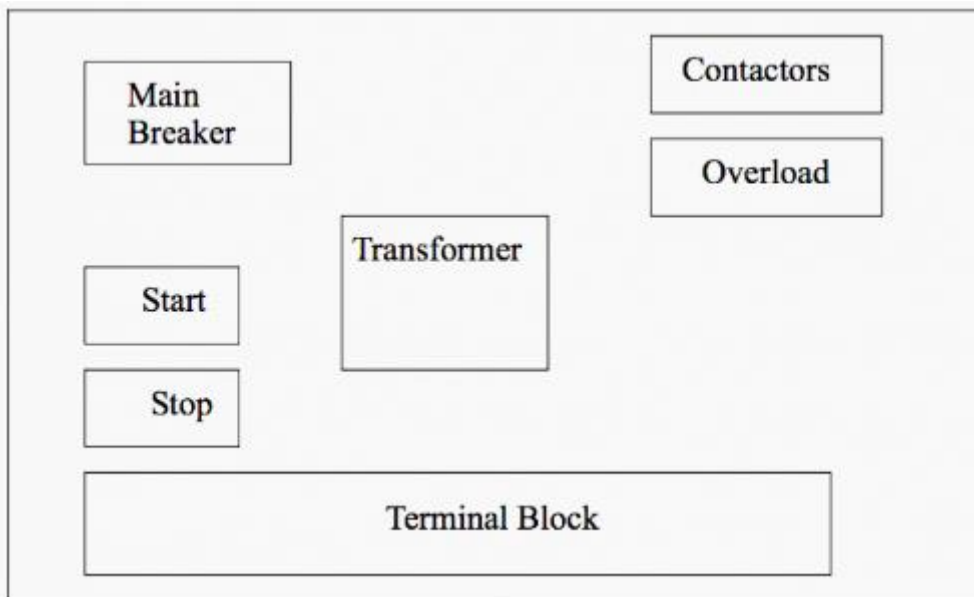 Main
Breaker
Contactors
Overload
Transformer
Start
Stop
Terminal Block